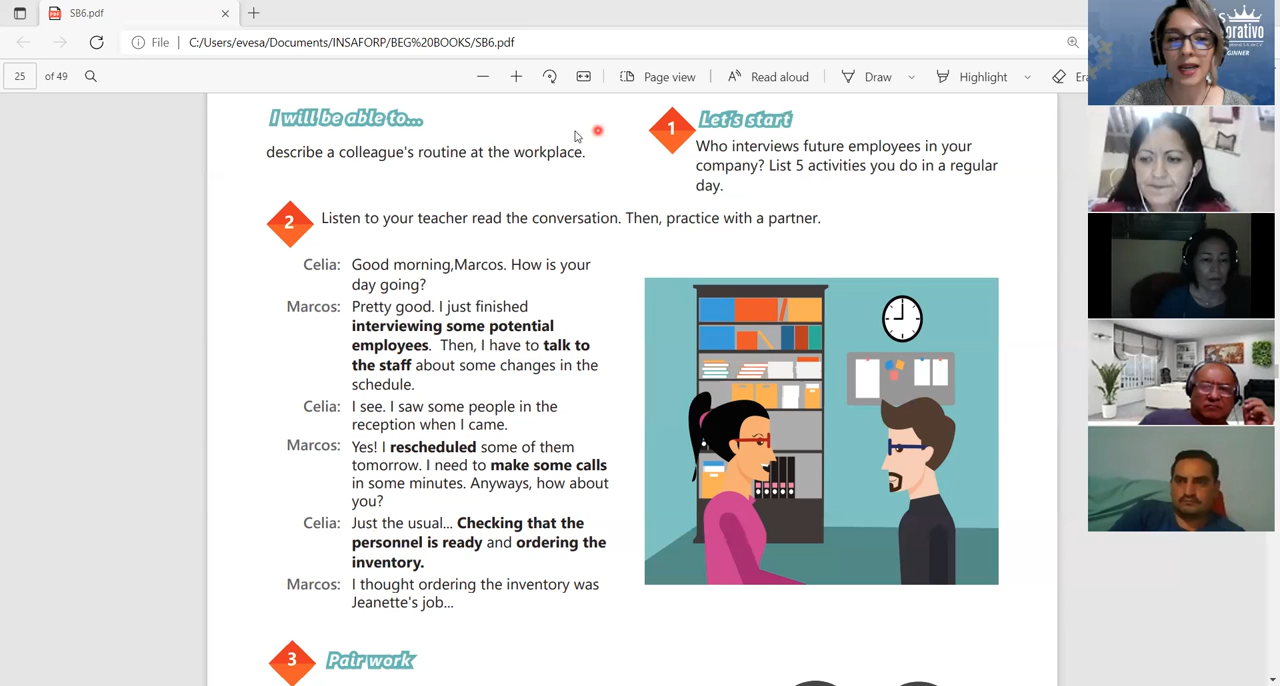 SB6.pdf
File
C:/Users/evesa/Documents/INSAFORP/BEG%20BOOKS/SB6.pdf
25 of 49
Page view
Read aloud
Draw
Highlight
I will be able to...
describe a colleague's routine at the workplace.
1
Let's start
Who interviews future employees in your
company? List 5 activities you do in a regular
day.
2
Listen to your teacher read the conversation. Then, practice with a partner.
Celia: Good morning,Marcos. How is your
day going?
Marcos: Pretty good. I just finished
interviewing some potential
employees. Then, I have to talk to
the staff about some changes in the
schedule.
Celia: I see. I saw some people in the
reception when I came.
Marcos: Yes! I rescheduled some of them
tomorrow. I need to make some calls
in some minutes. Anyways, how about
you?
Celia: Just the usual... Checking that the
personnel is ready and ordering the
inventory.
Marcos: I thought ordering the inventory was
Jeanette's job...
3
Pair work